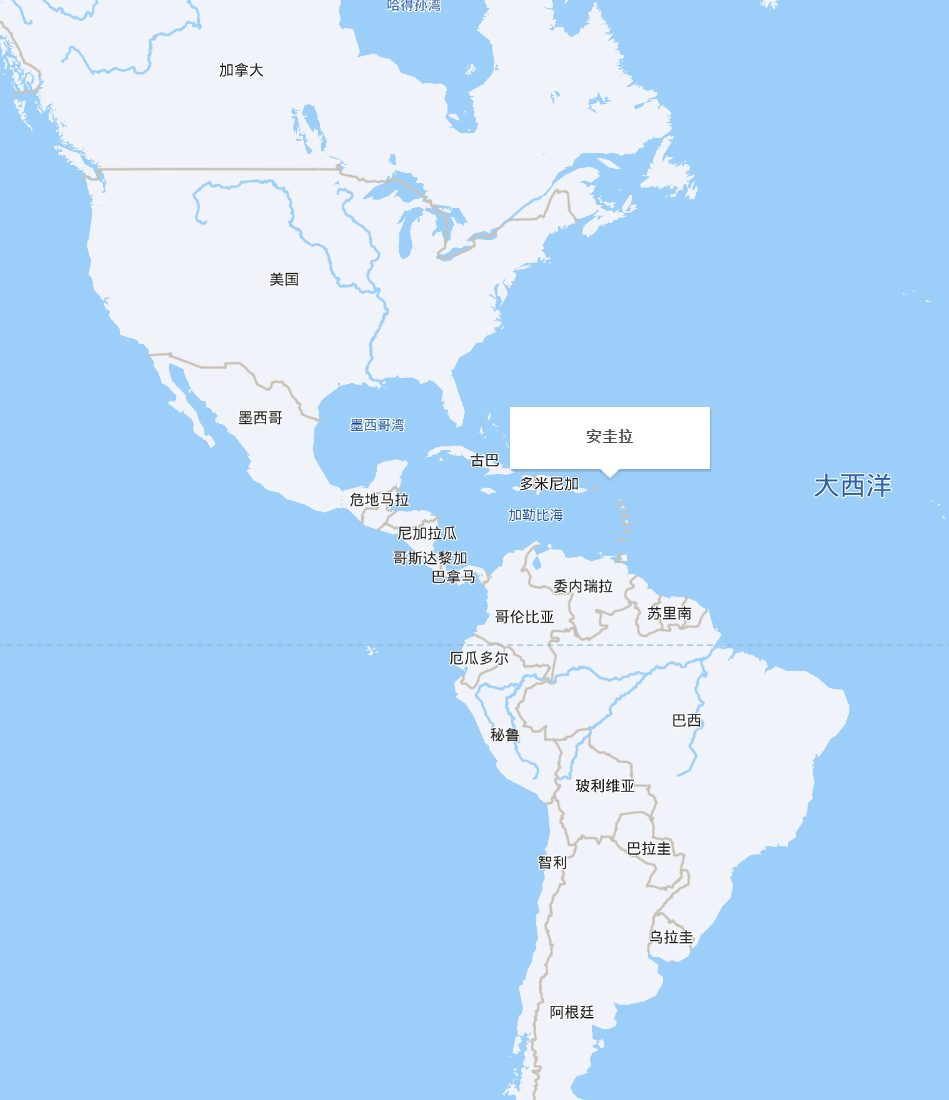 哈得孙湾
加拿大
美国
墨西哥
墨西哥湾
安圭拉
古巴
多米尼加
大西洋
危地马拉
加勒比海
尼加拉瓜
哥斯达黎加
巴拿马
委内瑞拉
哥伦比亚
苏里南
厄瓜多尔
巴西
秘鲁
玻利维亚
巴拉圭
智利
乌拉圭
阿根廷